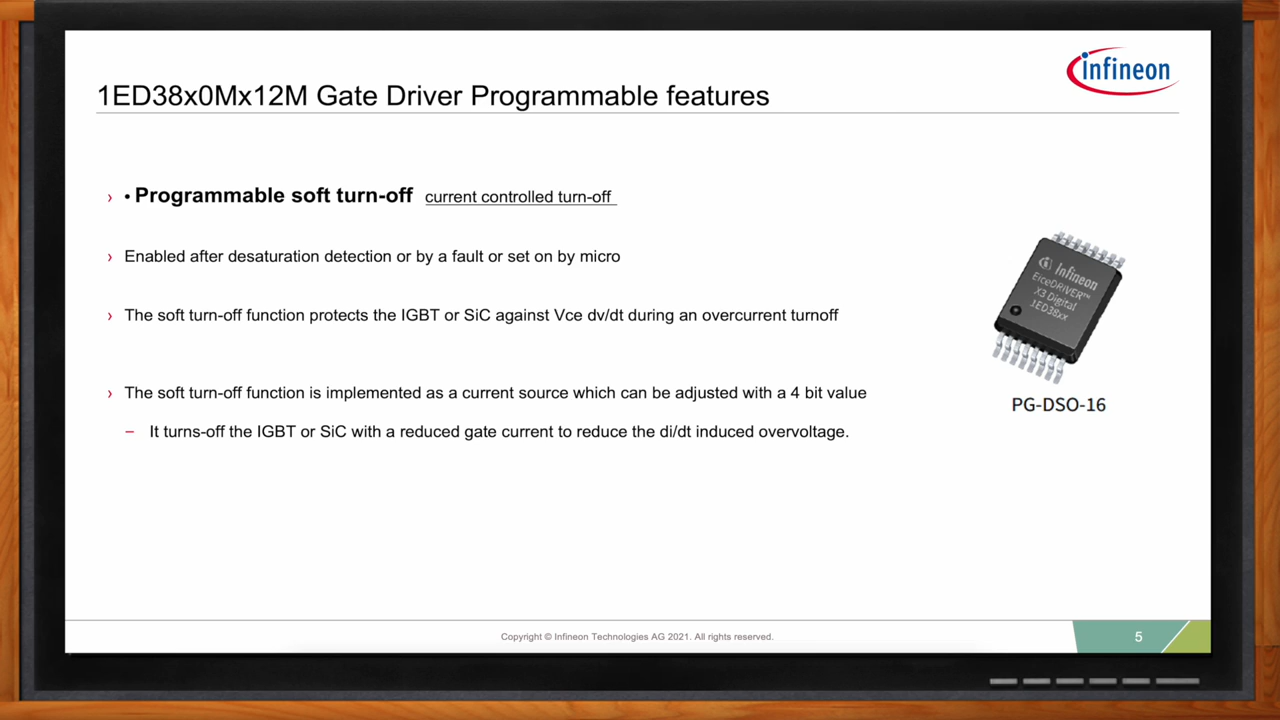 infineon
1ED38x0Mx12M Gate Driver Programmable features
› • Programmable soft turn-off current controlled turn-off
› Enabled after desaturation detection or by a fault or set on by micro
› The soft turn-off function protects the IGBT or SiC against Vce dv/dt during an overcurrent turnoff
› The soft turn-off function is implemented as a current source which can be adjusted with a 4 bit value
– It turns-off the IGBT or SiC with a reduced gate current to reduce the di/dt induced overvoltage.
Infineon
EiceDRIVER™
X3 Digital
1ED38xx
PG-DSO-16
Copyright © Infineon Technologies AG 2021. All rights reserved.
5